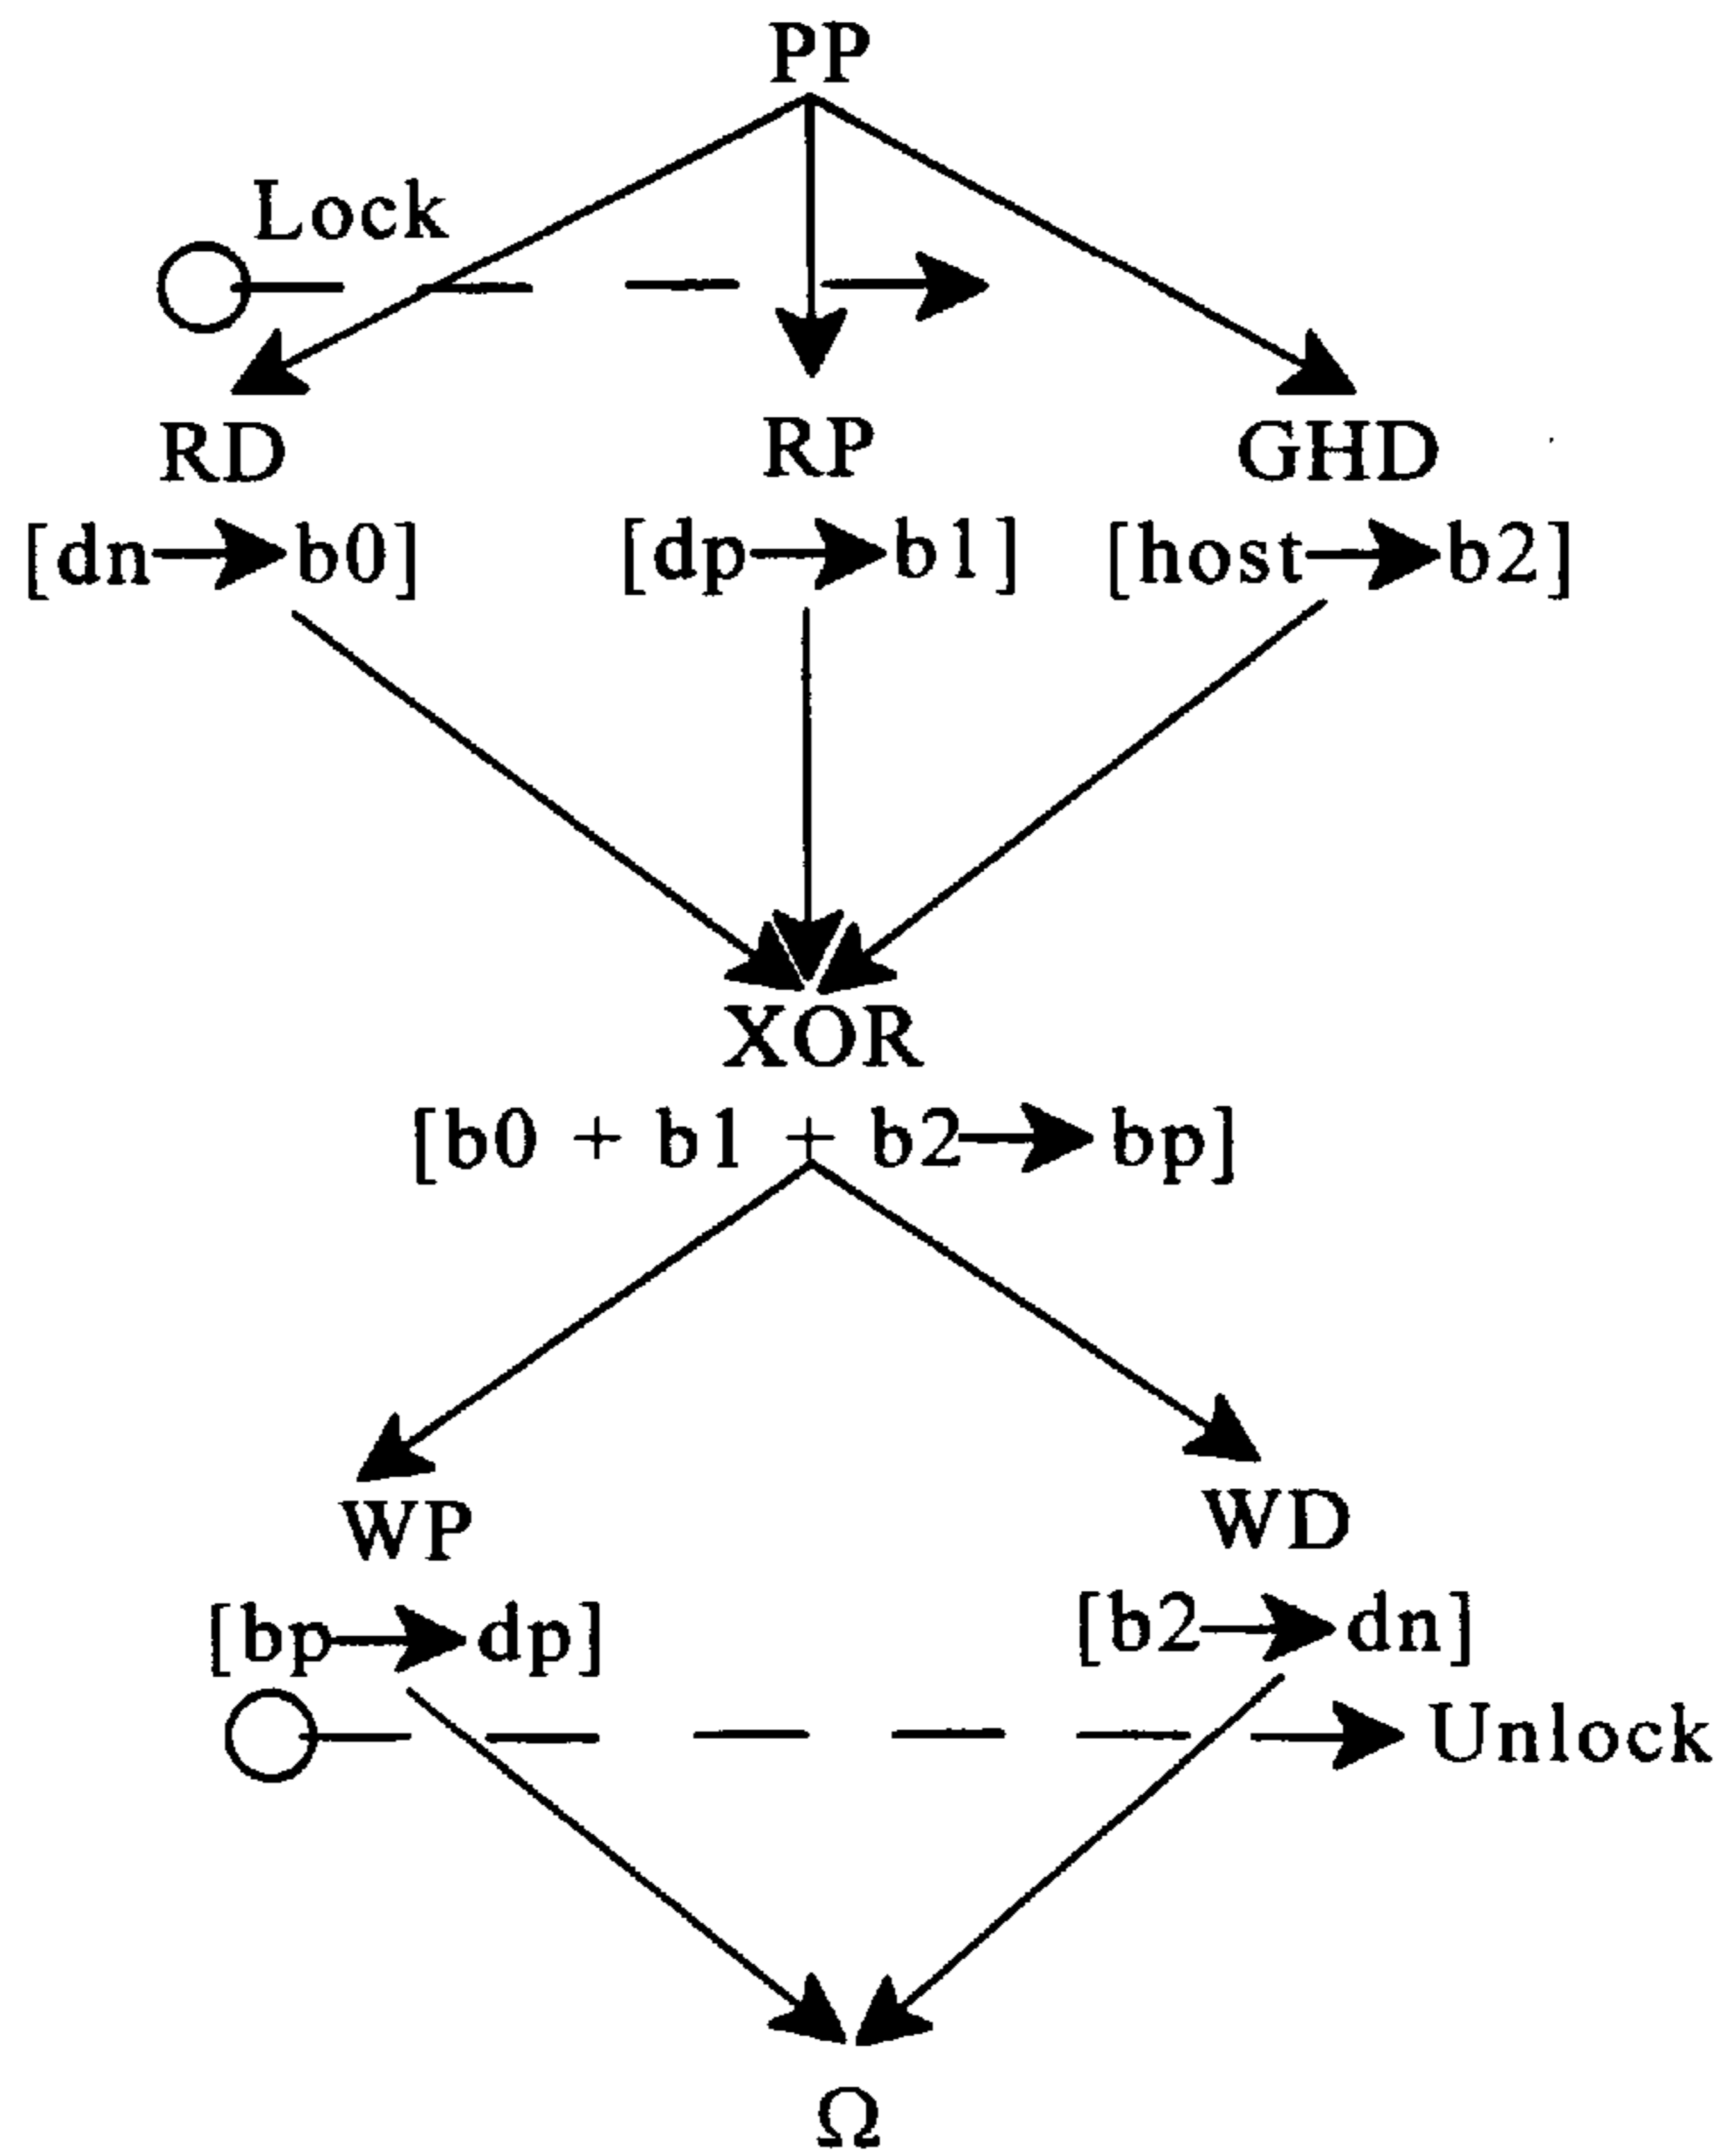 PP
Lock
RD RP GHD
[dn→b0] [dp→b1] [host→b2]
XOR
[b0 + b1 + b2→bp]
WP WD
[bp→dp] [b2→dn]
Unlock
Ω